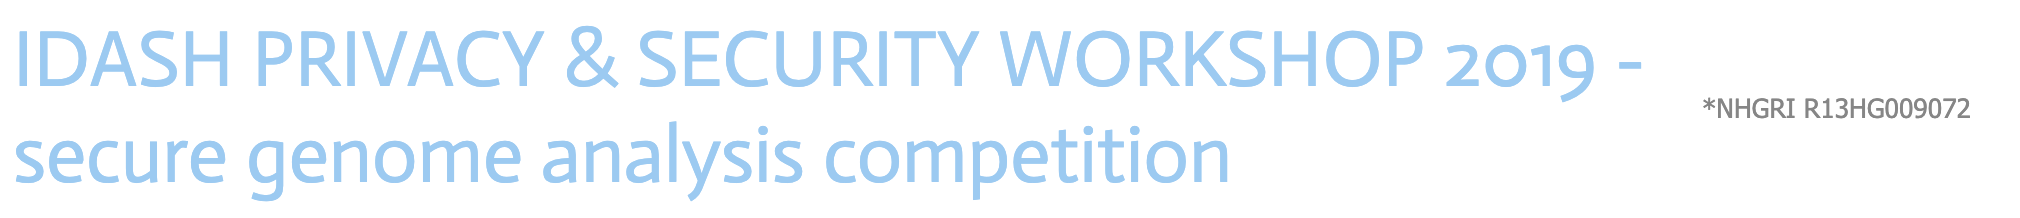 IDASH PRIVACY & SECURITY WORKSHOP 2019 -
secure genome analysis competition
*NHGRI R13HG009072